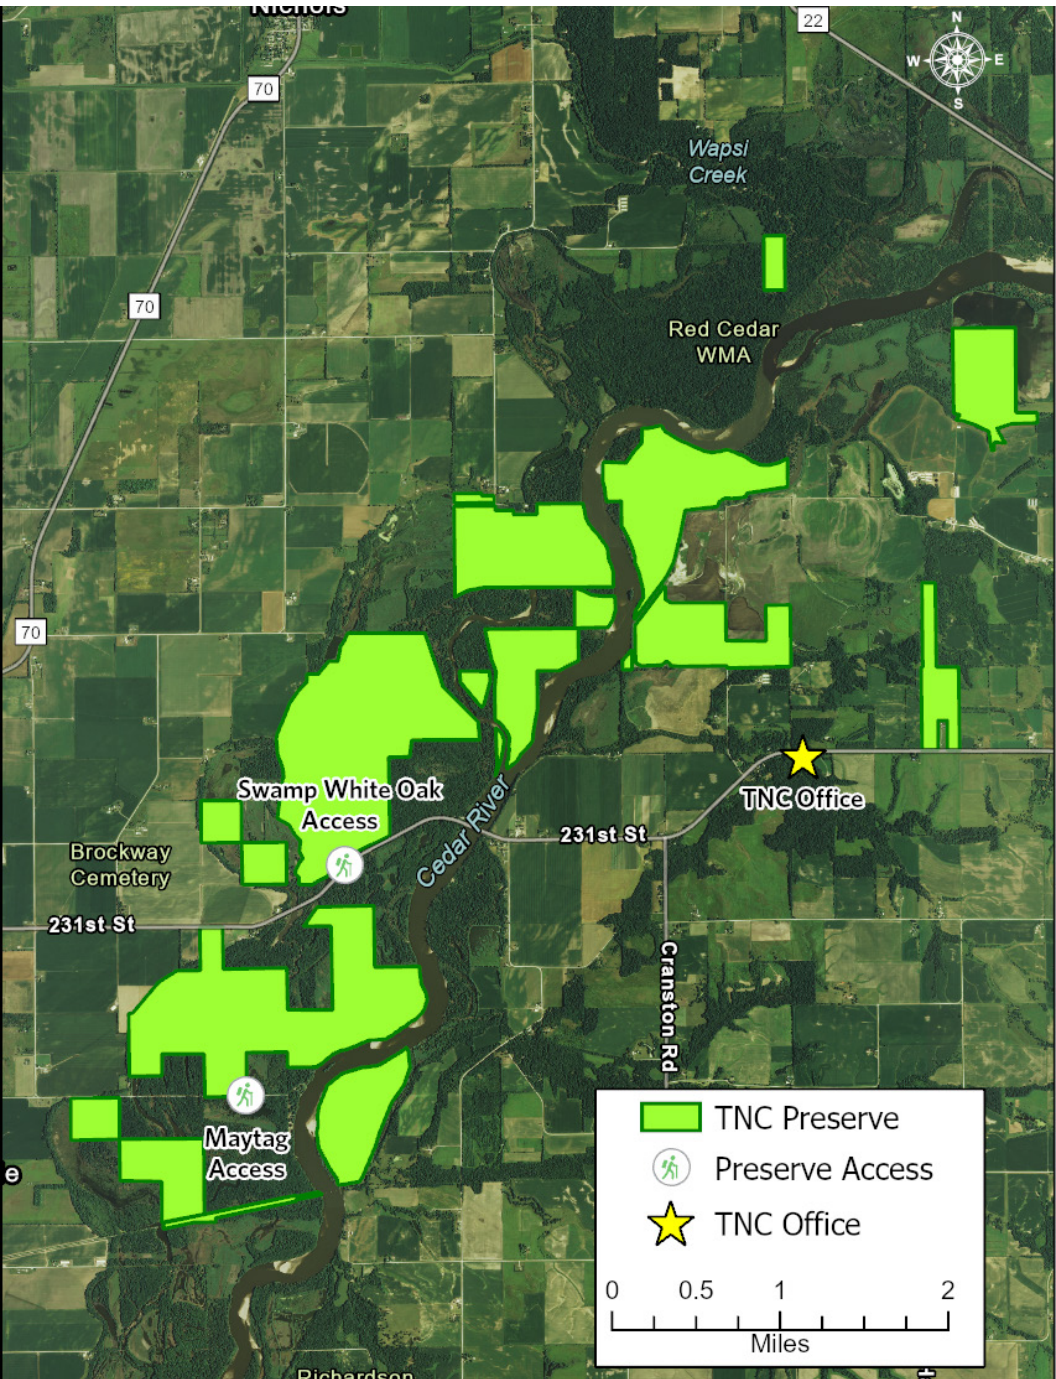 Nichols
22
N
W
E
S
70
Wapsi
Creek
70
Red Cedar
WMA
70
Swamp White Oak
Access
TNC Office
Cedar River
231st St
Brockway
Cemetery
231st St
Cranston Rd
Maytag
Access
e
TNC Preserve
Preserve Access
TNC Office
0
0.5
1
2
Miles
Richardson